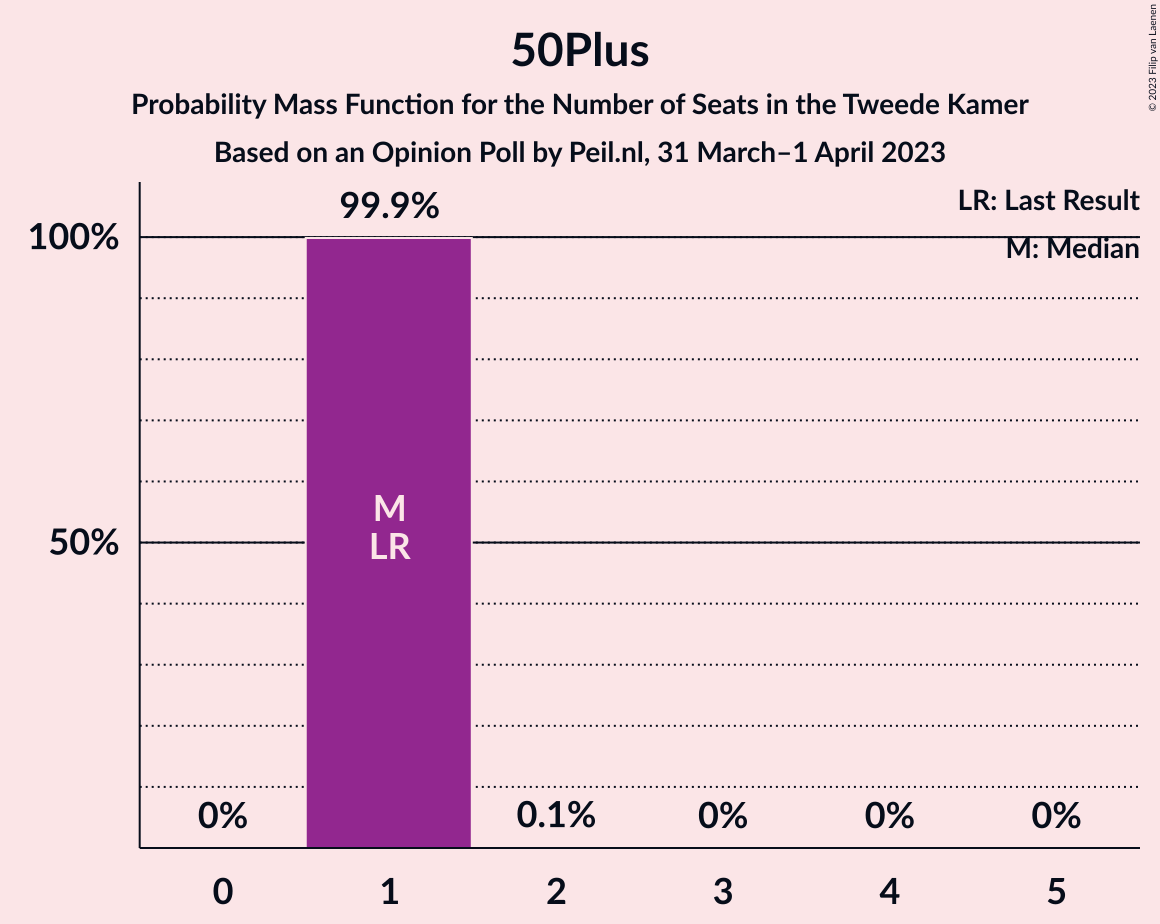 50Plus
Probability Mass Function for the Number of Seats in the Tweede Kamer
Based on an Opinion Poll by Peil.nl, 31 March–1 April 2023
© 2023 Filip van Laenen
LR: Last Result
M: Median
99.9%
100%
50%
M
LR
0%
0.1%
0%
0%
0%
0
1
2
3
4
5